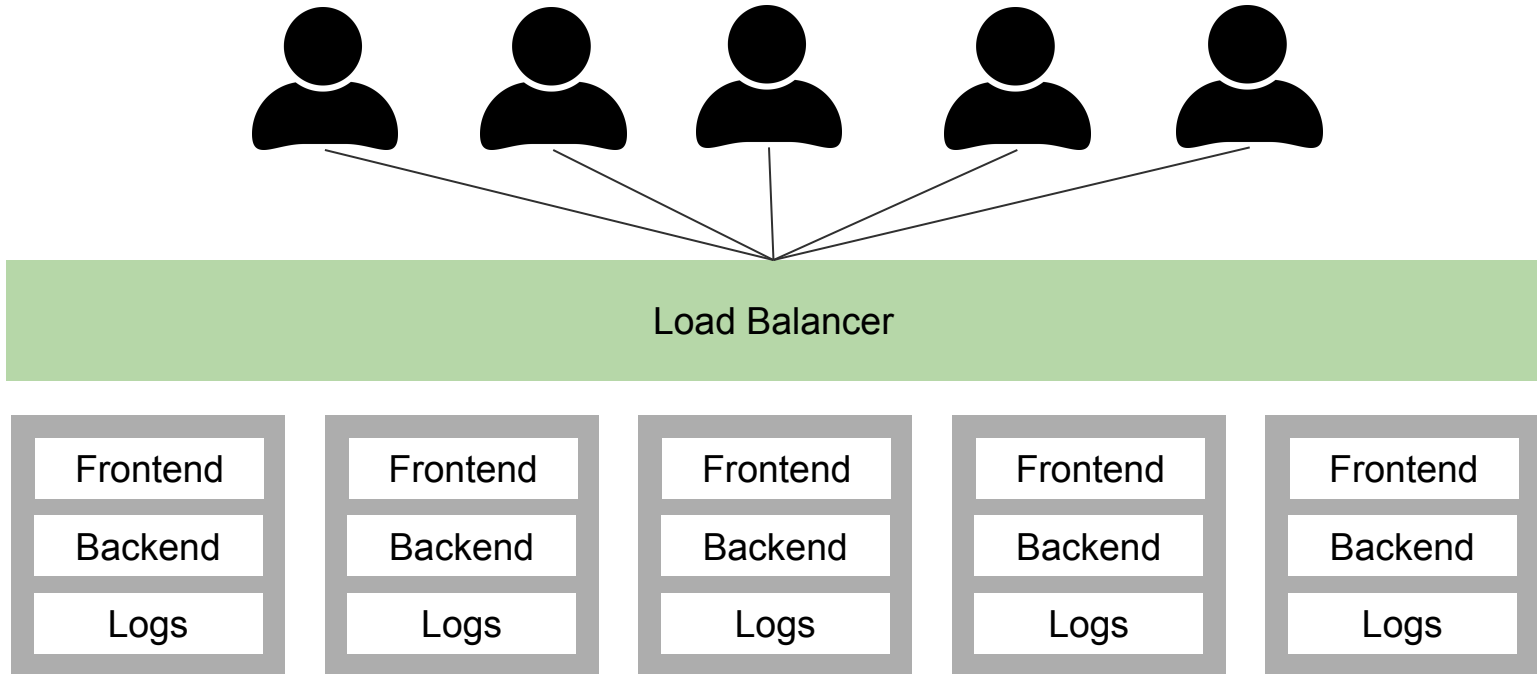 Load Balancer
Frontend
Backend
Logs
Frontend
Backend
Logs
Frontend
Backend
Logs
Frontend
Backend
Logs
Frontend
Backend
Logs